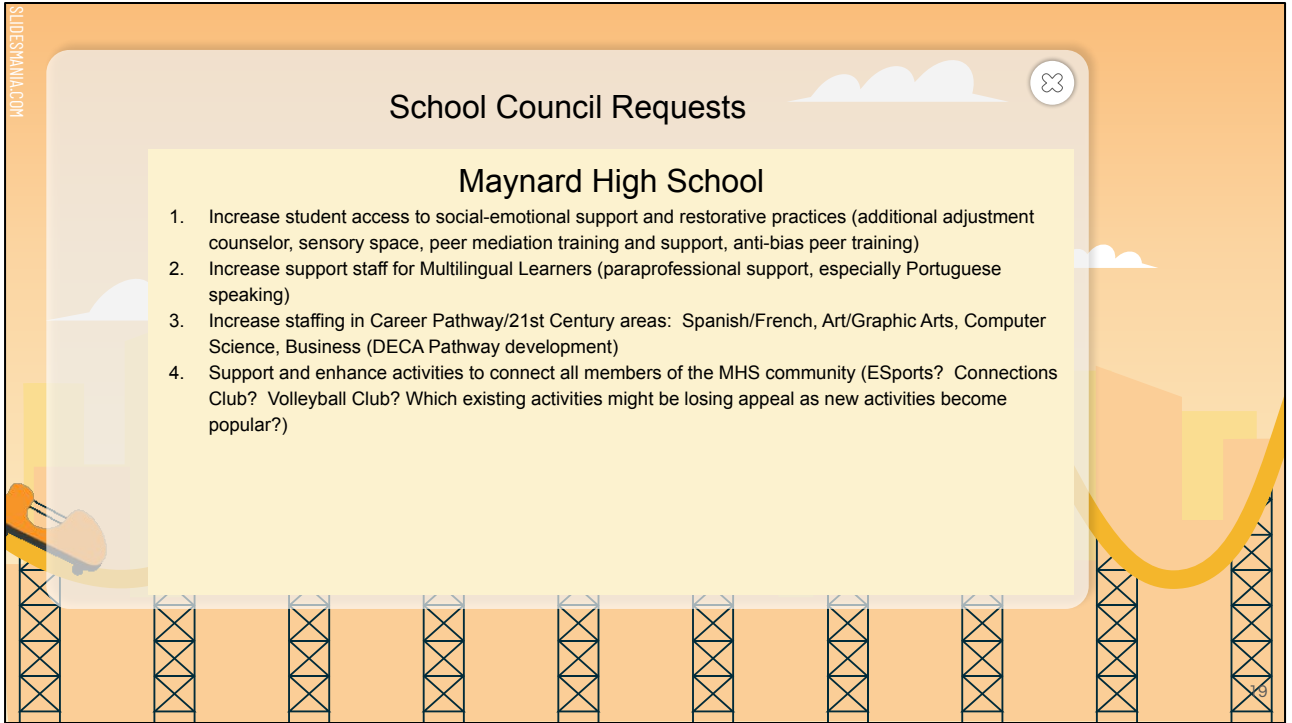 SLIDESMANIA.COM
School Council Requests
Maynard High School
1. Increase student access to social-emotional support and restorative practices (additional adjustment
counselor, sensory space, peer mediation training and support, anti-bias peer training)
2. Increase support staff for Multilingual Learners (paraprofessional support, especially Portuguese
speaking)
3. Increase staffing in Career Pathway/21st Century areas:  Spanish/French, Art/Graphic Arts, Computer
Science, Business (DECA Pathway development)
4. Support and enhance activities to connect all members of the MHS community (ESports?  Connections
Club?  Volleyball Club? Which existing activities might be losing appeal as new activities become
popular?)
19